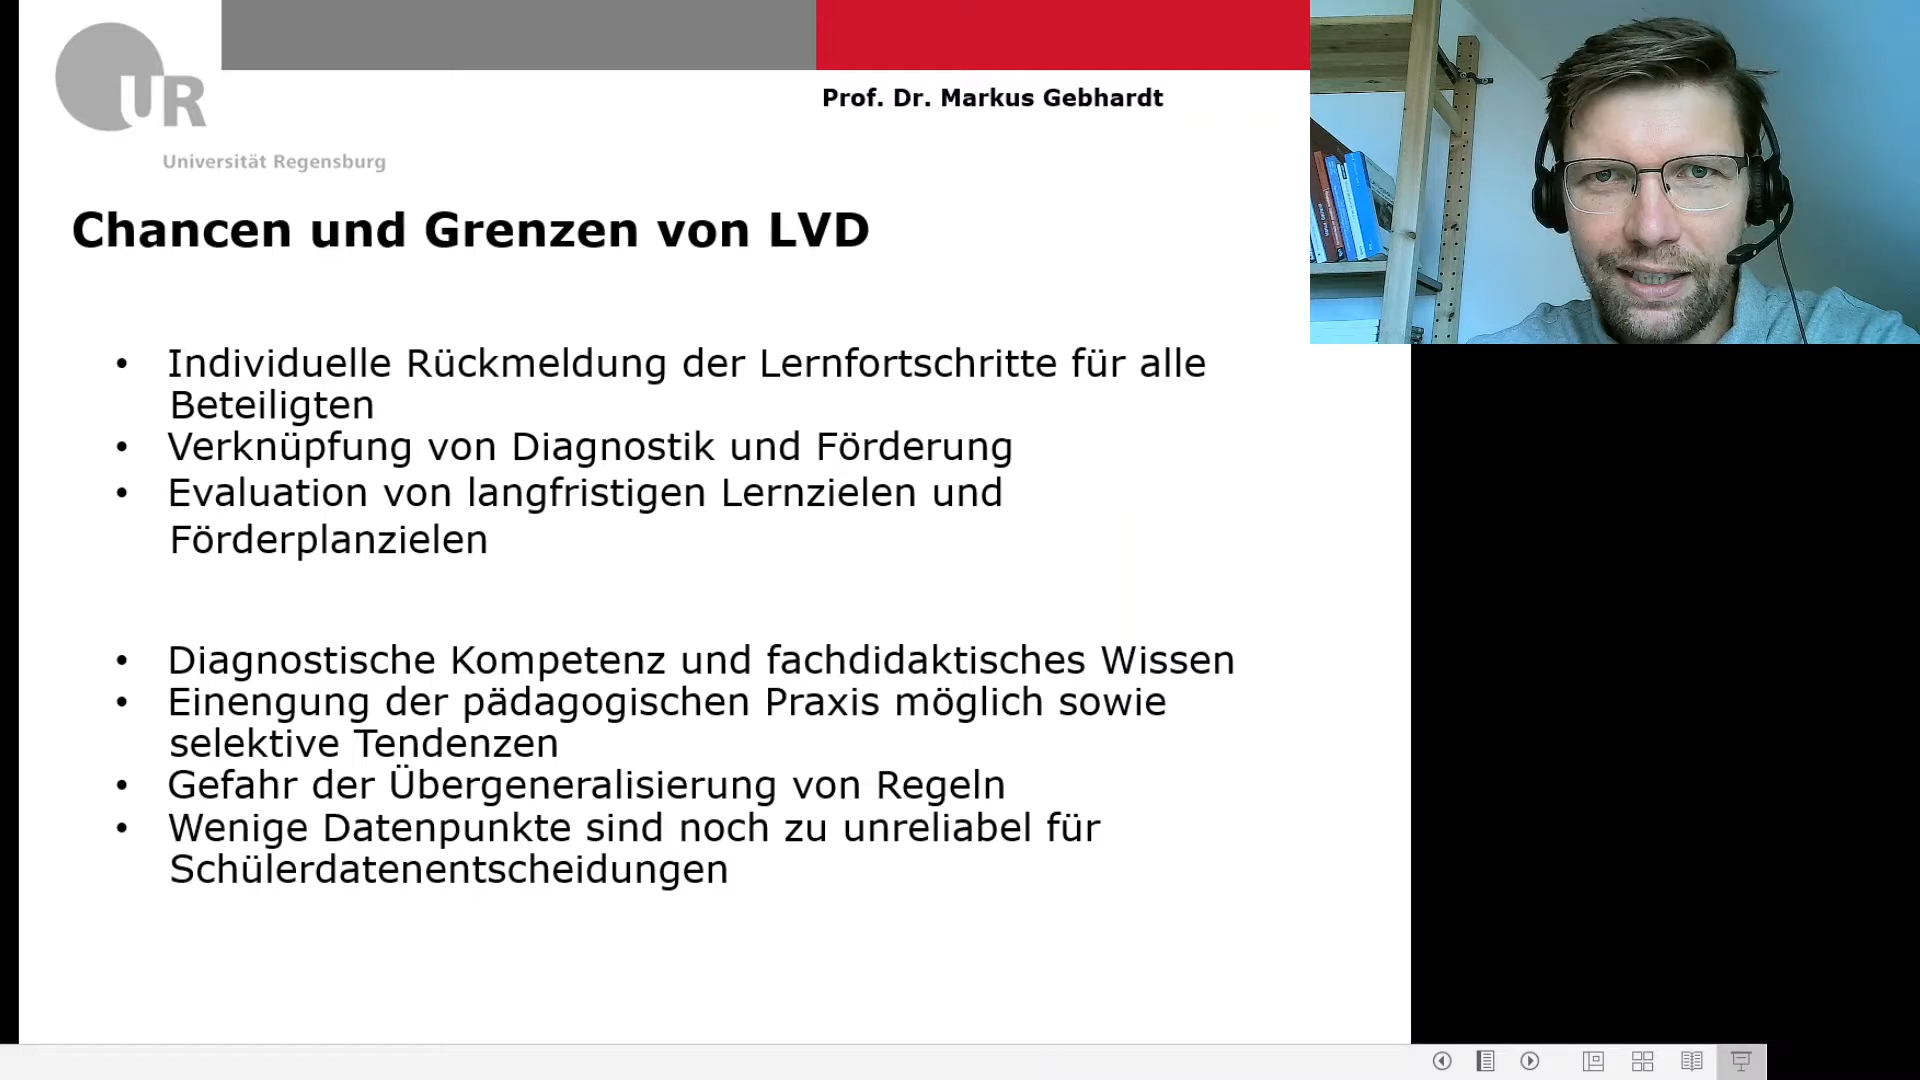 UR
Prof. Dr. Markus Gebhardt
Universität Regensburg
Chancen und Grenzen von LVD
• Individuelle Rückmeldung der Lernfortschritte für alle
Beteiligten
• Verknüpfung von Diagnostik und Förderung
• Evaluation von langfristigen Lernzielen und
Förderplanzielen
• Diagnostische Kompetenz und fachdidaktisches Wissen
• Einengung der pädagogischen Praxis möglich sowie
selektive Tendenzen
• Gefahr der Übergeneralisierung von Regeln
• Wenige Datenpunkte sind noch zu unreliabel für
Schülerdatenentscheidungen